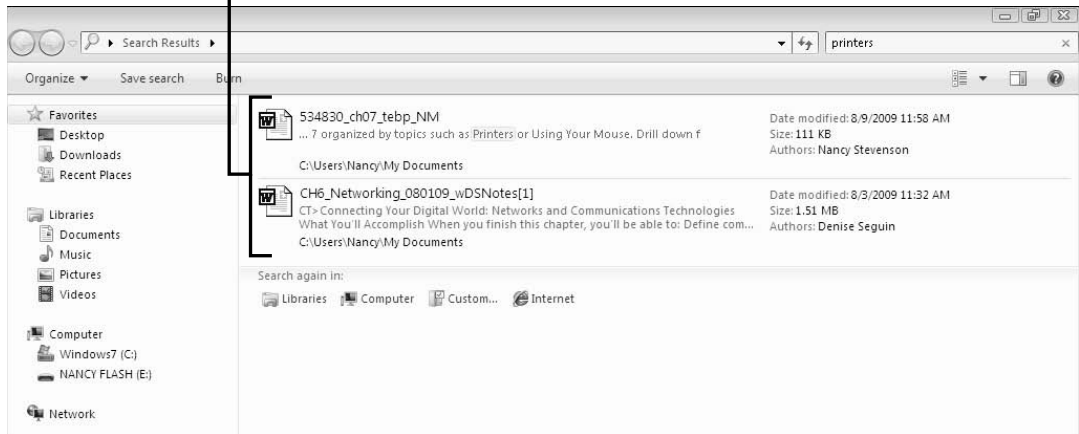 Search Results
printers
Organize Save search Burn
Favorites
Desktop
Downloads
Recent Places
Libraries
Documents
Music
Pictures
Videos
Computer
Windows7 (C:)
NANCY FLASH (E:)
Network
534830_ch07_tebp_NM
... 7 organized by topics such as Printers or Using Your Mouse. Drill down f
C:\Users\Nancy\My Documents
Date modified: 8/9/2009 11:58 AM
Size: 111 KB
Authors: Nancy Stevenson
CH6_Networking_080109_wDSNotes[1]
CT> Connecting Your Digital World: Networks and Communications Technologies
What You'll Accomplish When you finish this chapter, you'll be able to: Define com...
C:\Users\Nancy\My Documents
Date modified: 8/3/2009 11:32 AM
Size: 1.51 MB
Authors: Denise Seguin
Search again in:
Libraries Computer Custom... Internet